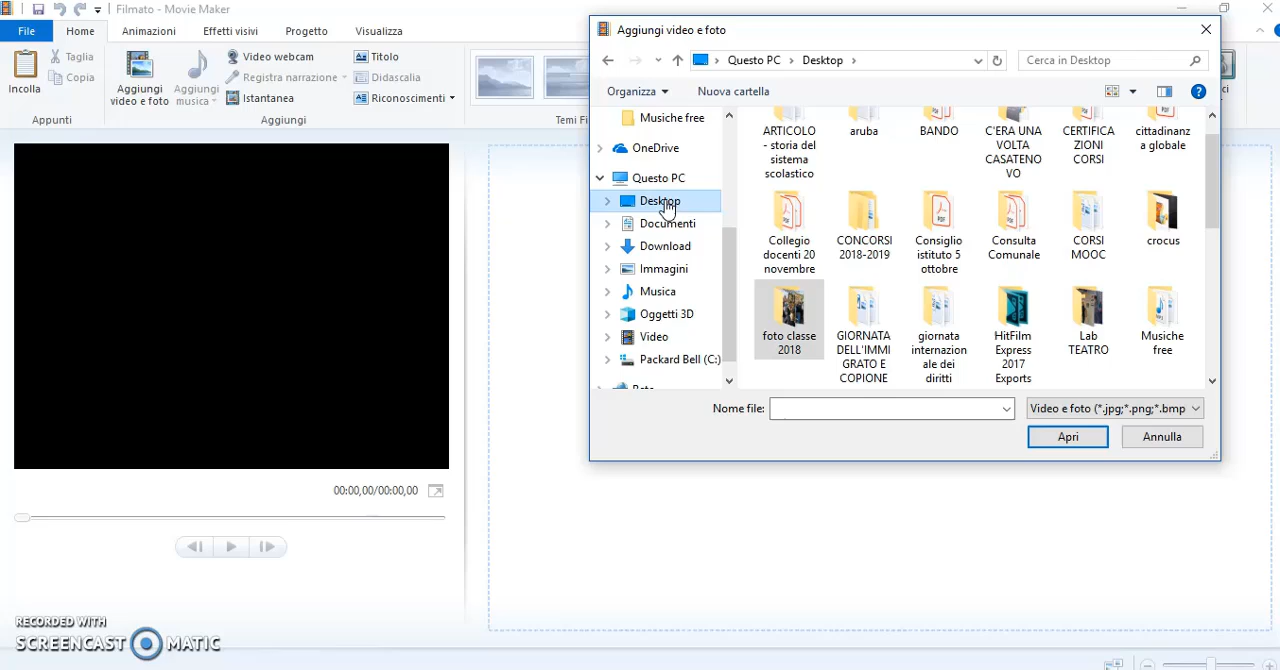 Filmato - Movie Maker
File
Home
Animazioni
Effetti visivi
Progetto
Visualizza
Incolla
Taglia
Copia
Appunti
Aggiungi
video e foto
Aggiungi
musica
Video webcam
Registra narrazione
Istantanea
Titolo
Didascalia
Riconoscimenti
Aggiungi
Temi Fi
00:00,00/00:00,00
RECORDED WITH
SCREENCAST MATIC
Aggiungi video e foto
Questo PC
Desktop
Cerca in Desktop
Organizza
Nuova cartella
Musiche free
OneDrive
Questo PC
Desktop
Documenti
Download
Immagini
Musica
Oggetti 3D
Video
Packard Bell (C:)
ARTICOLO
- storia del
sistema
scolastico
aruba
BANDO
C'ERA UNA
VOLTA
CASATENO
VO
CERTIFICA
ZIONI
CORSI
cittadinanz
a globale
Collegio
docenti 20
novembre
CONCORSI
2018-2019
Consiglio
istituto 5
ottobre
Consulta
Comunale
CORSI
MOOC
crocus
foto classe
2018
GIORNATA
DELL'IMMI
GRATO E
COPIONE
giornata
internazion
ale dei
diritti
HitFilm
Express
2017
Exports
Lab
TEATRO
Musiche
free
Nome file:
Video e foto (*.jpg;*.png;*.bmp
Apri
Annulla